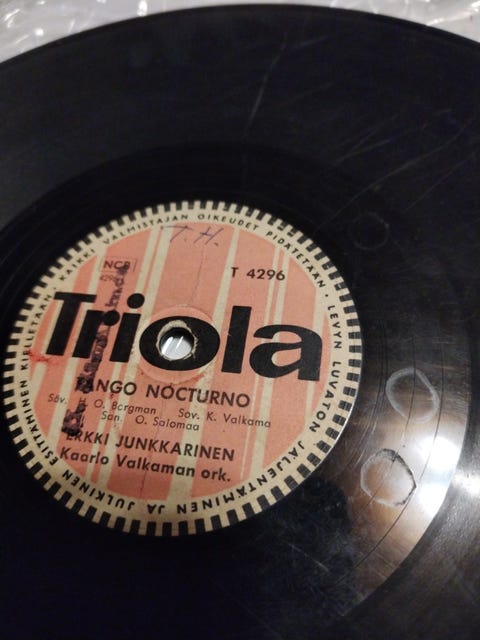 KAIKKI VALMISTAJAN OIKEUDET PIDÄTETÄÄN · LEVYN LUVATON JÄLJENTÄMINEN JA JULKINEN ESITTÄMINEN KIELLETÄÄN
T.H.
NCB
T 4296
4296
Triola
TANGO NOCTURNO
Säv. H. O. Borgman Sov. K. Valkama
San. O. Salomaa
ERKKI JUNKKARINEN
Kaarlo Valkaman ork.